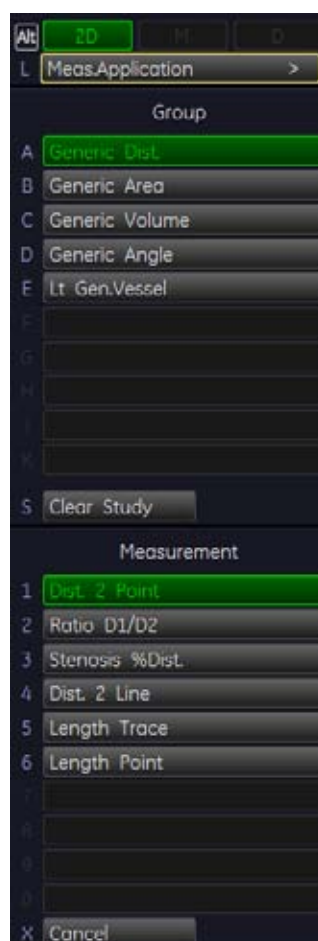 Alt 2D M D
L Meas.Application >
Group
A Generic Dist.
B Generic Area
C Generic Volume
D Generic Angle
E Lt Gen.Vessel
F
G
H
I
K
S Clear Study
Measurement
1 Dist. 2 Point
2 Ratio D1/D2
3 Stenosis %Dist.
4 Dist. 2 Line
5 Length Trace
6 Length Point
7
8
9
0
X Cancel